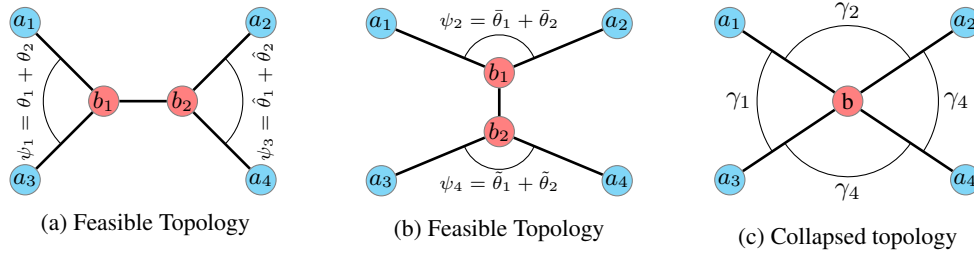 a₁
a₂
ψ₁ = θ₁ + θ₂
b₁
b₂
ψ₃ = θ̂₁ + θ̂₂
a₃
a₄
(a) Feasible Topology
a₁
ψ₂ = θ̄₁ + θ̄₂
a₂
b₁
b₂
a₃
ψ₄ = θ̃₁ + θ̃₂
a₄
(b) Feasible Topology
a₁
γ₂
a₂
γ₁
b
γ₄
a₃
γ₄
a₄
(c) Collapsed topology